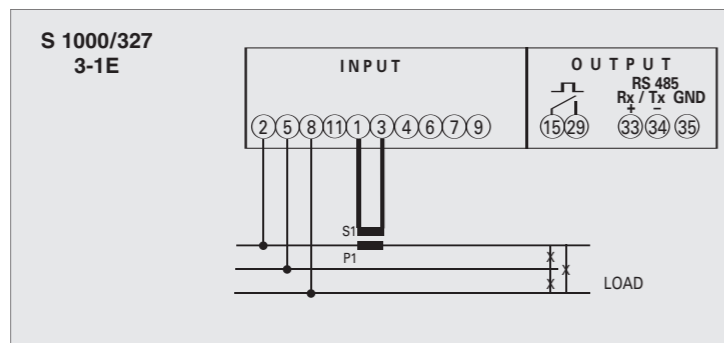 S 1000/327
3-1E
INPUT
OUTPUT
RS 485
Rx / Tx GND
+ –
2 5 8 11 1 3 4 6 7 9
15 29 33 34 35
S1
P1
x
x
x
LOAD